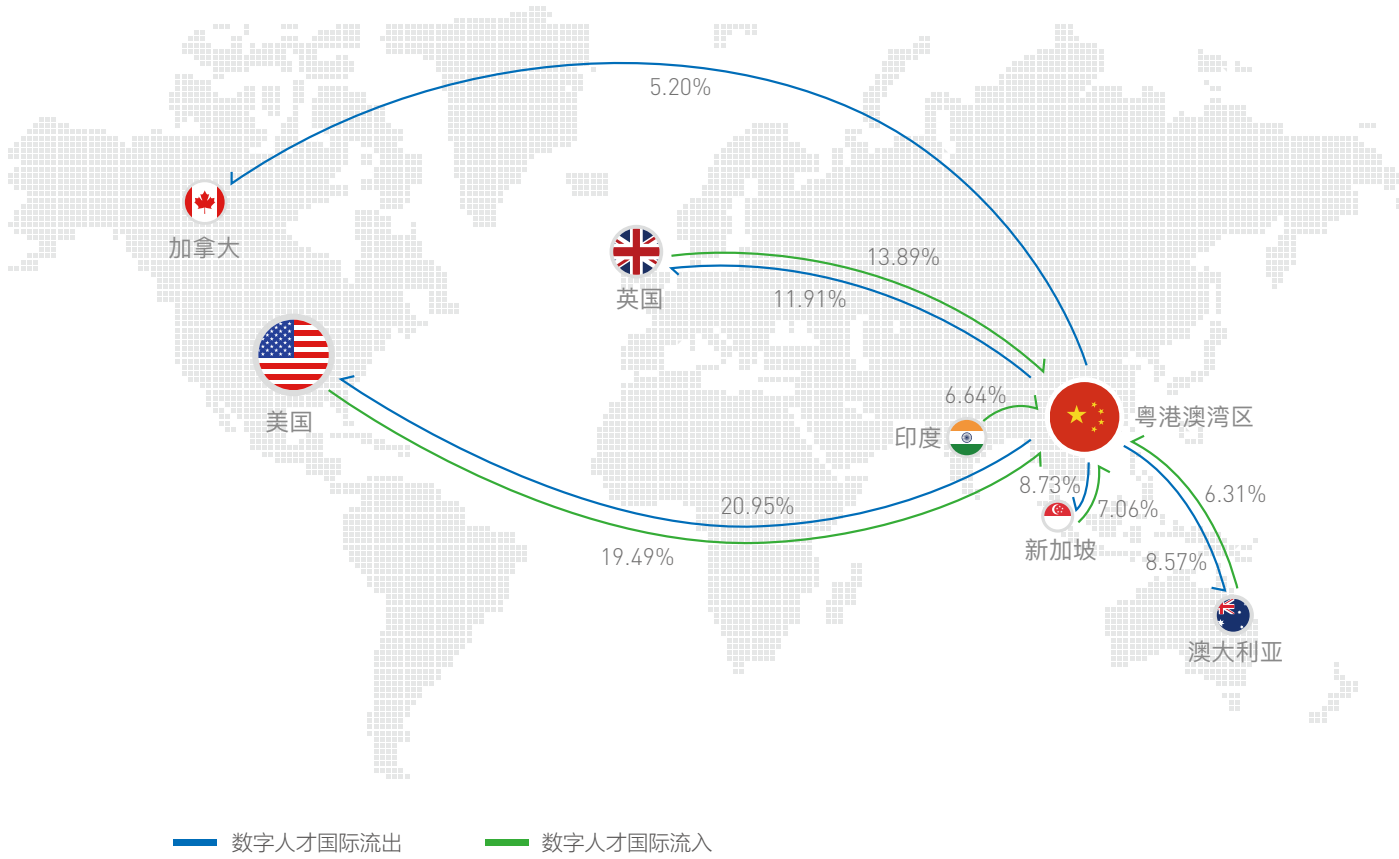 5.20%
加拿大
13.89%
11.91%
英国
美国
6.64%
印度
粤港澳湾区
20.95%
19.49%
8.73%
7.06%
新加坡
6.31%
8.57%
澳大利亚
数字人才国际流出
数字人才国际流入